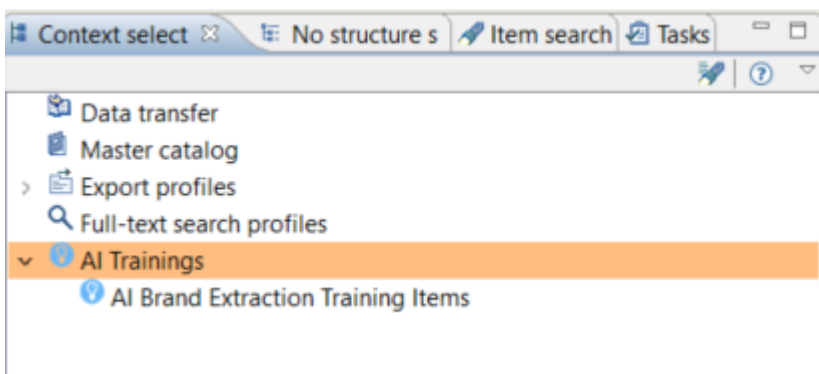 Context select No structure s Item search Tasks
Data transfer
Master catalog
Export profiles
Full-text search profiles
AI Trainings
AI Brand Extraction Training Items